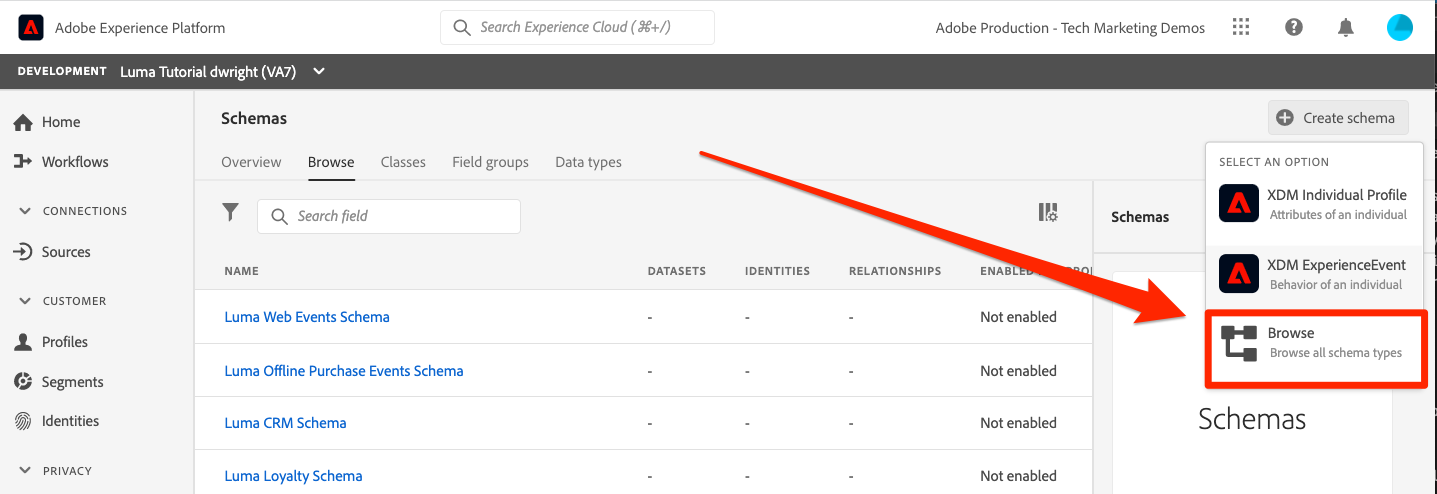 Adobe Experience Platform
Search Experience Cloud (⌘+/)
Adobe Production - Tech Marketing Demos
DEVELOPMENT Luma Tutorial dwright (VA7)
Home
Workflows
CONNECTIONS
Sources
CUSTOMER
Profiles
Segments
Identities
PRIVACY
Schemas
Create schema
Overview Browse Classes Field groups Data types
Search field
NAME DATASETS IDENTITIES RELATIONSHIPS ENABLED
Luma Web Events Schema - - - Not enabled
Luma Offline Purchase Events Schema - - - Not enabled
Luma CRM Schema - - - Not enabled
Luma Loyalty Schema - - - Not enabled
Schemas
SELECT AN OPTION
XDM Individual Profile
Attributes of an individual
XDM ExperienceEvent
Behavior of an individual
Browse
Browse all schema types
Schemas